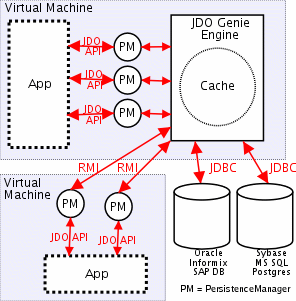 Virtual Machine
JDO Genie
Engine
Cache
App
JDO
API
PM
JDO
API
PM
JDO
API
PM
RMI
RMI
JDBC
JDBC
Virtual
Machine
PM
PM
JDO API
JDO API
App
Oracle
Informix
SAP DB
Sybase
MS SQL
Postgres
PM = PersistenceManager